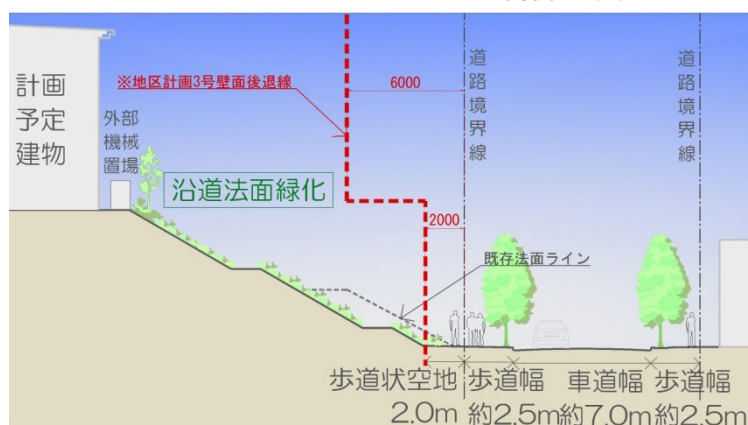 計画
予定
建物
外部
機械
置場
※地区計画3号壁面後退線
沿道法面緑化
6000
2000
道路境界線
道路境界線
既存法面ライン
歩道状空地
2.0m
歩道幅
約2.5m
車道幅
約7.0m
歩道幅
約2.5m